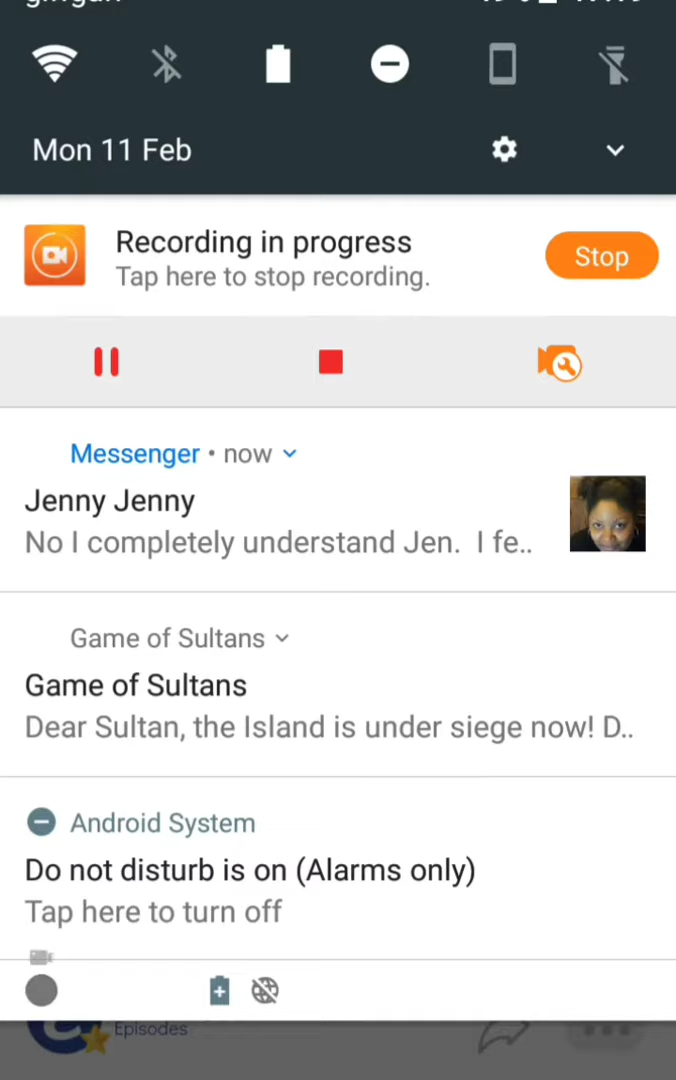 Mon 11 Feb
Recording in progress
Stop
Tap here to stop recording.
Messenger • now
Jenny Jenny
No I completely understand Jen. I fe..
Game of Sultans
Game of Sultans
Dear Sultan, the Island is under siege now! D..
Android System
Do not disturb is on (Alarms only)
Tap here to turn off
Episodes